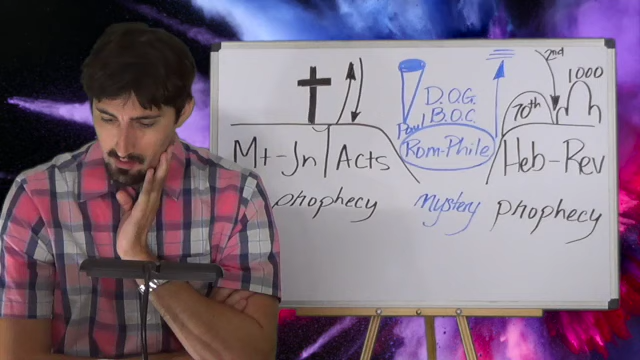 2nd
1000
D.O.G.
B.O.C.
70th
Paul
Mt-Jn Acts Rom-Phile Heb-Rev
prophecy mystery prophecy